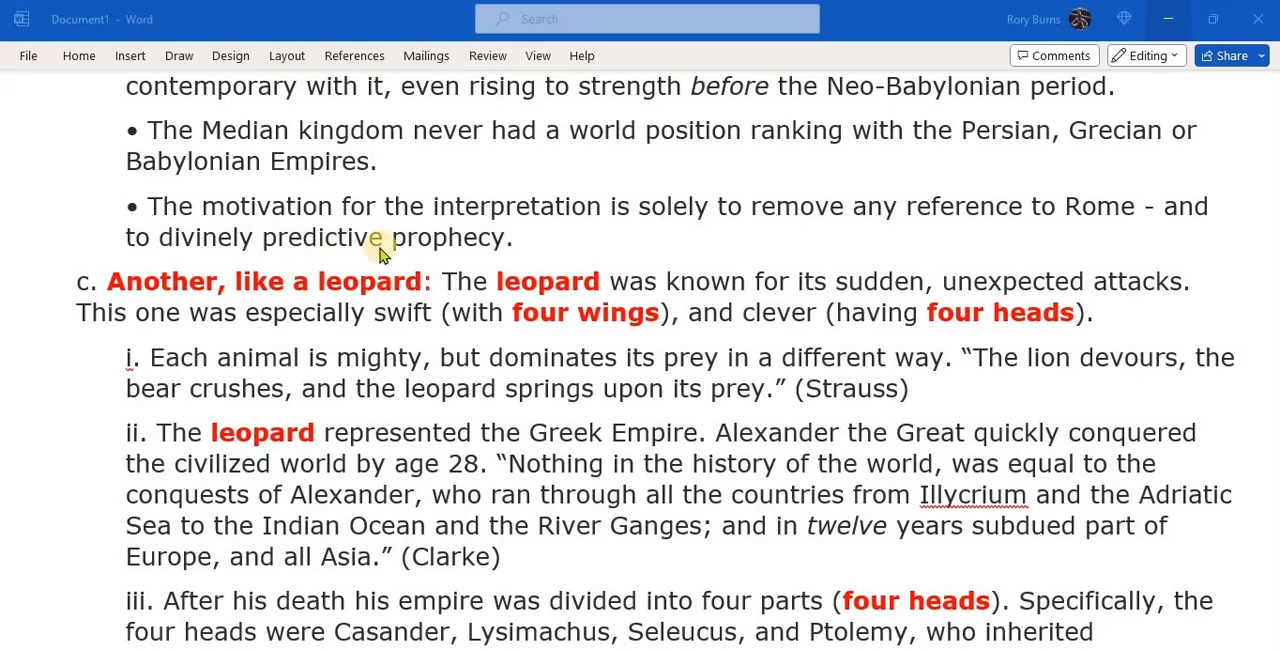 Document1 - Word
Search
Rory Burns
File Home Insert Draw Design Layout References Mailings Review View Help
Comments Editing Share
contemporary with it, even rising to strength before the Neo-Babylonian period.
• The Median kingdom never had a world position ranking with the Persian, Grecian or
Babylonian Empires.
• The motivation for the interpretation is solely to remove any reference to Rome - and
to divinely predictive prophecy.
c. Another, like a leopard: The leopard was known for its sudden, unexpected attacks.
This one was especially swift (with four wings), and clever (having four heads).
i. Each animal is mighty, but dominates its prey in a different way. “The lion devours, the
bear crushes, and the leopard springs upon its prey.” (Strauss)
ii. The leopard represented the Greek Empire. Alexander the Great quickly conquered
the civilized world by age 28. “Nothing in the history of the world, was equal to the
conquests of Alexander, who ran through all the countries from Illycrium and the Adriatic
Sea to the Indian Ocean and the River Ganges; and in twelve years subdued part of
Europe, and all Asia.” (Clarke)
iii. After his death his empire was divided into four parts (four heads). Specifically, the
four heads were Casander, Lysimachus, Seleucus, and Ptolemy, who inherited